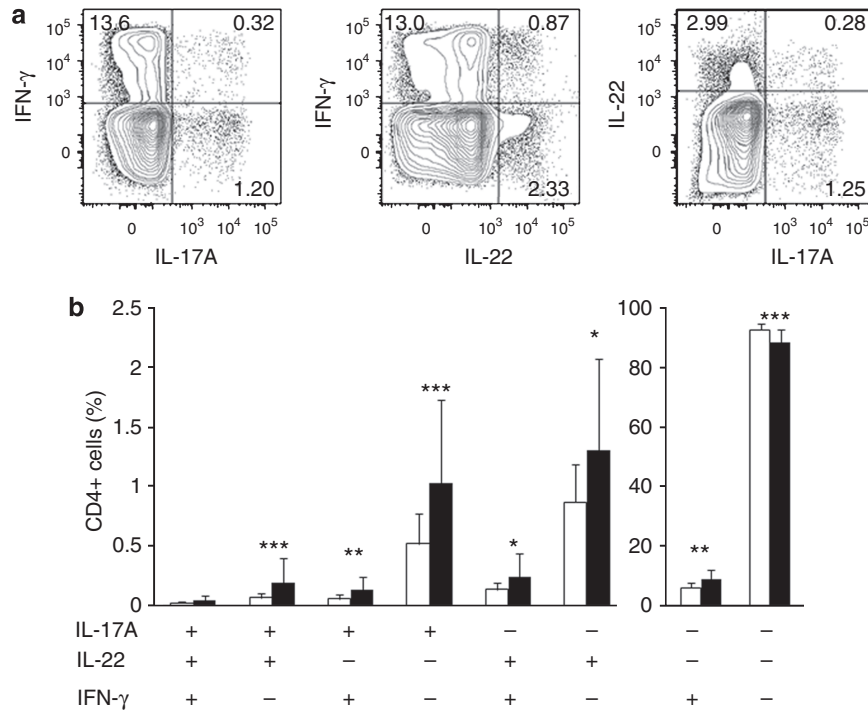 a
13.6 0.32
IFN-γ
10⁵
10⁴
10³
0
1.20
0 10³ 10⁴ 10⁵
IL-17A
13.0 0.87
IFN-γ
10⁵
10⁴
10³
0
2.33
0 10³ 10⁴ 10⁵
IL-22
2.99 0.28
IL-22
10⁵
10⁴
10³
0
1.25
0 10³ 10⁴ 10⁵
IL-17A
b
CD4+ cells (%)
2.5
2
1.5
1
0.5
0
*** ** *** * *
100
80
60
40
20
0
** ***
IL-17A + + + + – – – –
IL-22 + + – – + + – –
IFN-γ + – + – + – + –